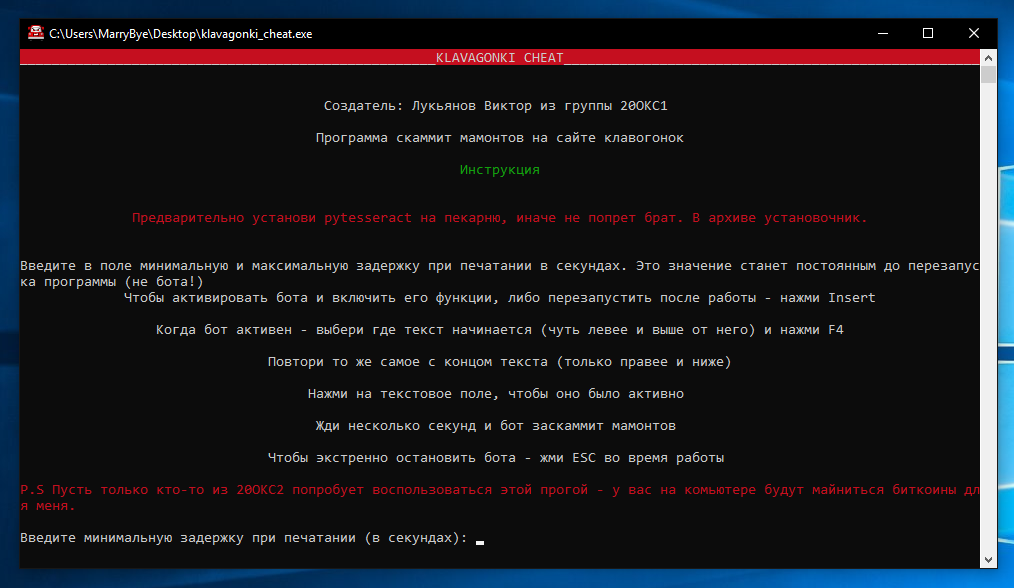 C:\Users\MarryBye\Desktop\klavagonki_cheat.exe
KLAVAGONKI CHEAT
Создатель: Лукьянов Виктор из группы 20ОКС1
Программа скаммит мамонтов на сайте клавогонок
Инструкция
Предварительно установи pytesseract на пекарню, иначе не попрет брат. В архиве установочник.
Введите в поле минимальную и максимальную задержку при печатании в секундах. Это значение станет постоянным до перезапус
ка программы (не бота!)
Чтобы активировать бота и включить его функции, либо перезапустить после работы - нажми Insert
Когда бот активен - выбери где текст начинается (чуть левее и выше от него) и нажми F4
Повтори то же самое с концом текста (только правее и ниже)
Нажми на текстовое поле, чтобы оно было активно
Жди несколько секунд и бот заскаммит мамонтов
Чтобы экстренно остановить бота - жми ESC во время работы
P.S Пусть только кто-то из 20ОКС2 попробует воспользоваться этой прогой - у вас на комьютере будут майниться биткоины дл
я меня.
Введите минимальную задержку при печатании (в секундах):